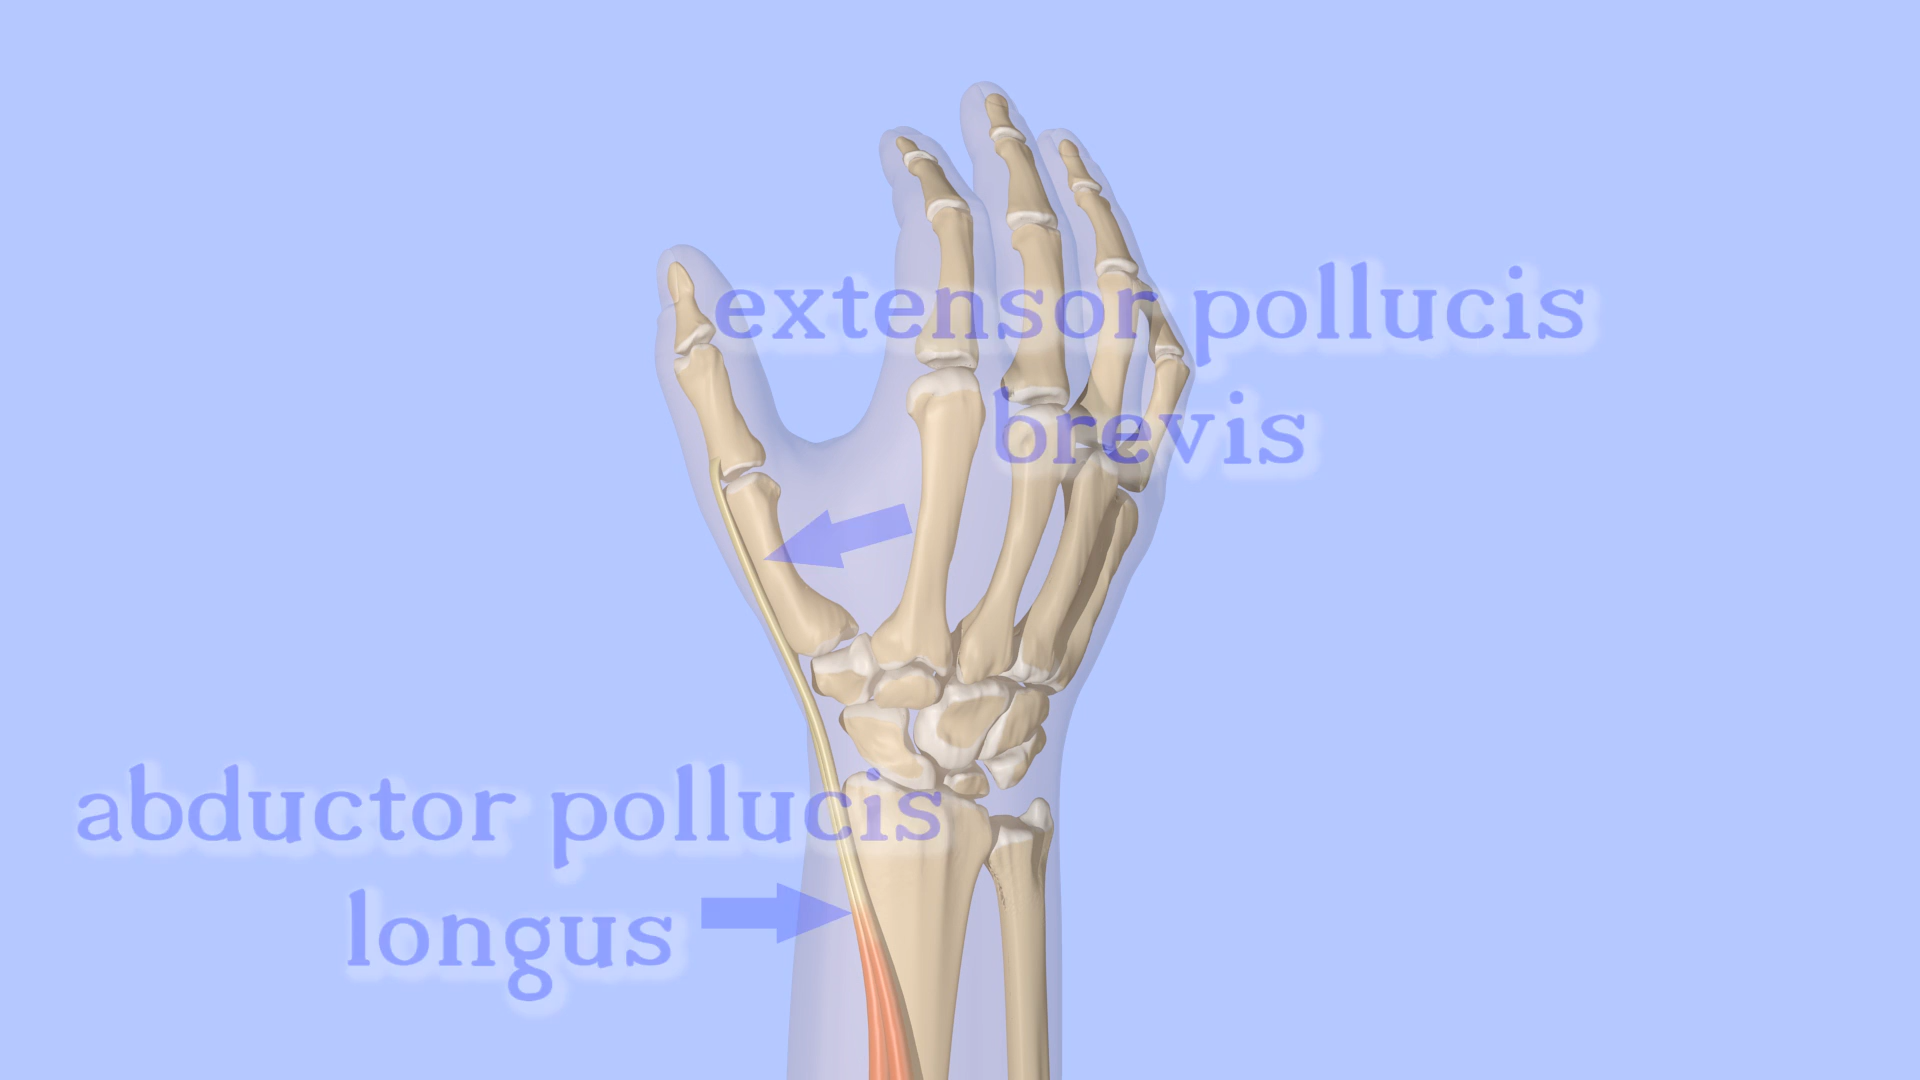 extensor pollucis
brevis
abductor pollucis
longus